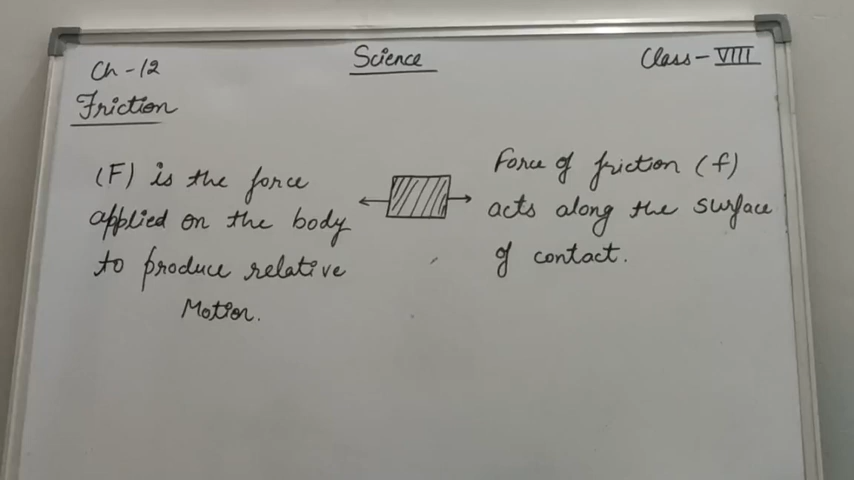 Ch-12
Science
Class-VIII
Friction
(F) is the force
applied on the body
to produce relative
Motion.
Force of friction (f)
acts along the surface
of contact.